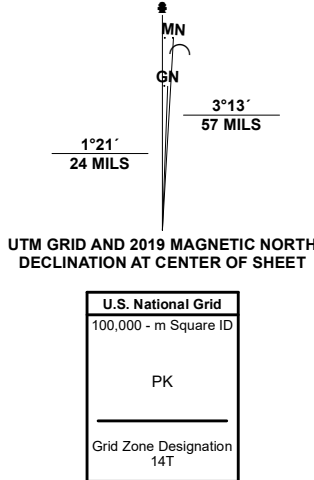 MN
GN
3°13´
57 MILS
1°21´
24 MILS
UTM GRID AND 2019 MAGNETIC NORTH
DECLINATION AT CENTER OF SHEET
U.S. National Grid
100,000 - m Square ID
PK
Grid Zone Designation
14T